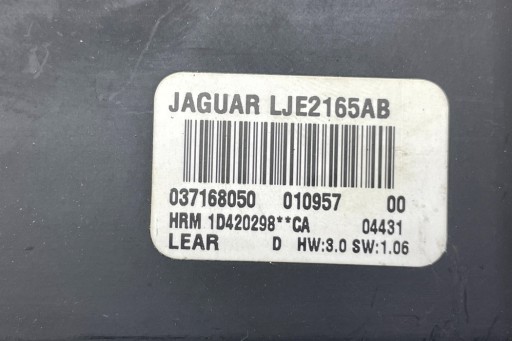 JAGUAR LJE2165AB
037168050 010957 00
HRM 1D420298**CA 04431
LEAR D HW:3.0 SW:1.06